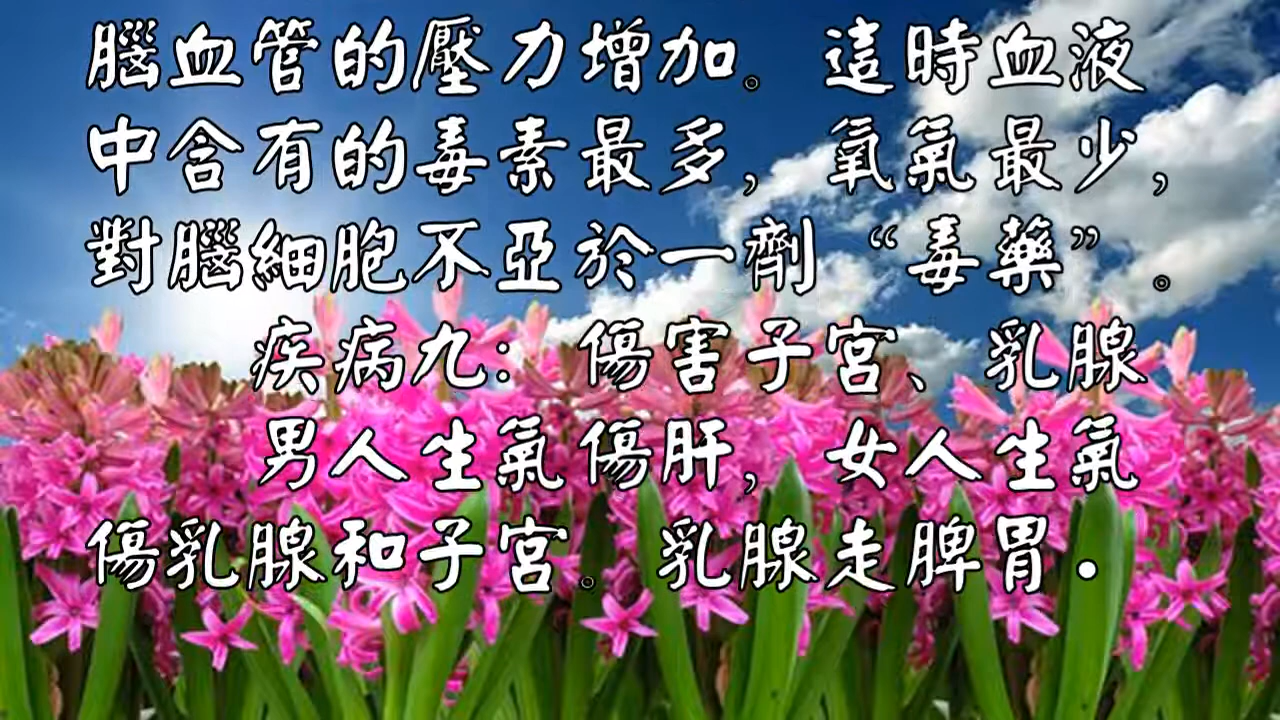 腦血管的壓力增加。這時血液
中含有的毒素最多，氧氣最少，
對腦細胞不亞於一劑“毒藥”。
疾病九：傷害子宮、乳腺
男人生氣傷肝，女人生氣
傷乳腺和子宮。乳腺走脾胃•